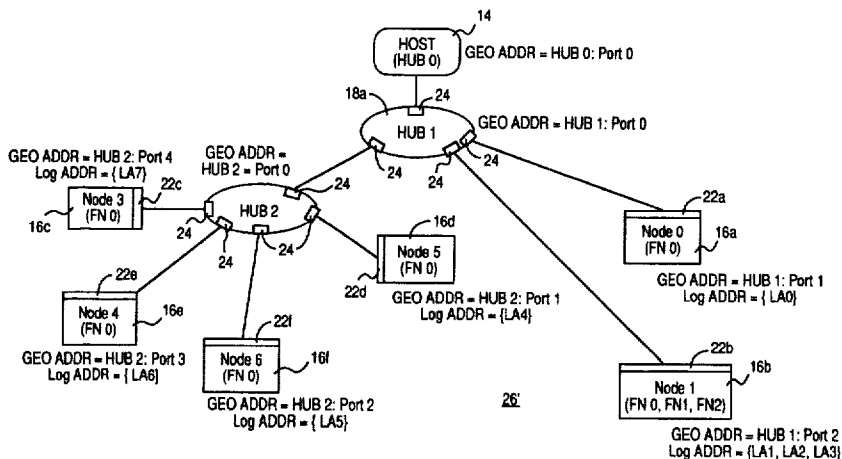 14
HOST
(HUB 0)
GEO ADDR = HUB 0: Port 0
18a
24
HUB 1
GEO ADDR = HUB 1: Port 0
24
24
24
GEO ADDR = HUB 2: Port 4
Log ADDR = { LA7}
GEO ADDR =
HUB 2 = Port 0
22c
Node 3
(FN 0)
16c
24
24
HUB 2
24
24
16d
Node 5
(FN 0)
22d
GEO ADDR = HUB 2: Port 1
Log ADDR = {LA4}
22a
Node 0
(FN 0)
16a
GEO ADDR = HUB 1: Port 1
Log ADDR = { LA0}
22e
Node 4
(FN 0)
16e
GEO ADDR = HUB 2: Port 3
Log ADDR = { LA6]
22f
Node 6
(FN 0)
16f
GEO ADDR = HUB 2: Port 2
Log ADDR = { LA5}
26'
22b
Node 1
(FN 0, FN1, FN2)
16b
GEO ADDR = HUB 1: Port 2
Log ADDR = {LA1, LA2, LA3}